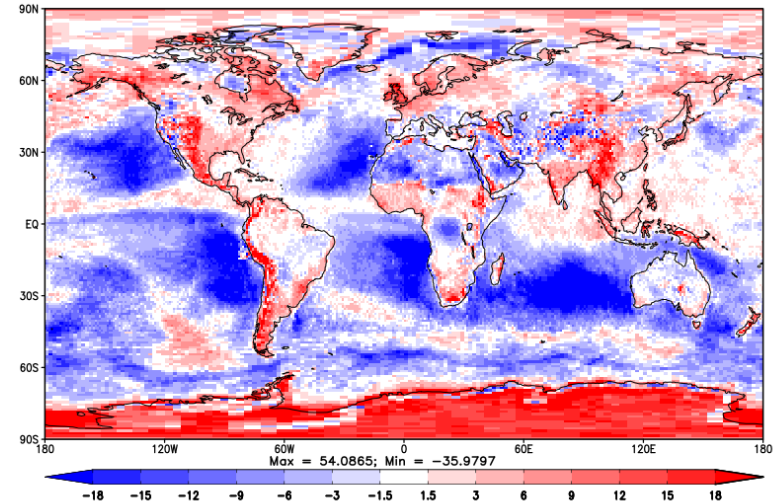 90N
60N
30N
EQ
30S
60S
90S
180 120W 60W 0 60E 120E 180
Max = 54.0865; Min = −35.9797
−18 −15 −12 −9 −6 −3 −1.5 1.5 3 6 9 12 15 18